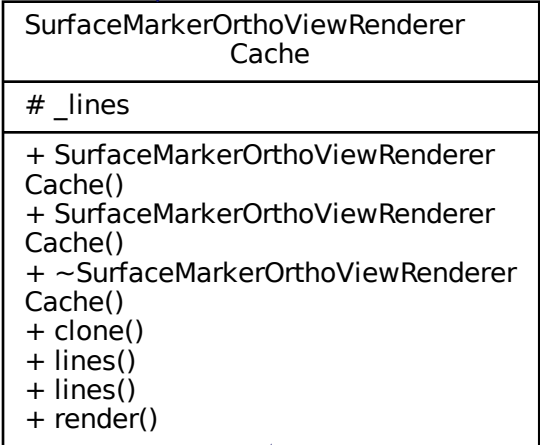 SurfaceMarkerOrthoViewRenderer
Cache
# _lines
+ SurfaceMarkerOrthoViewRenderer
Cache()
+ SurfaceMarkerOrthoViewRenderer
Cache()
+ ~SurfaceMarkerOrthoViewRenderer
Cache()
+ clone()
+ lines()
+ lines()
+ render()